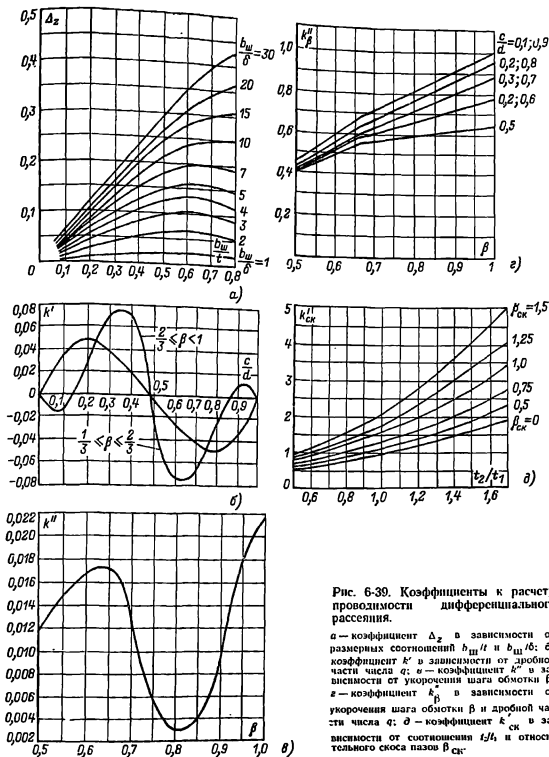 0,5
Δz
0,4
0,3
0,2
0,1
0
0,1 0,2 0,3 0,4 0,5 0,6 0,7 0,8
bш/δ=30
20
15
10
7
5
4
3
2
bш/δ=1
bш/t
а)
k″β
1,0
0,8
0,6
0,4
0,2
0
0,5 0,6 0,7 0,8 0,9 1
β
c/d=0,1;0,9
0,2;0,8
0,3;0,7
0,2;0,6
0,5
г)
0,08
k′
0,06
0,04
0,02
0
-0,02
-0,04
-0,06
-0,08
0,1 0,2 0,3 0,4 0,5 0,6 0,7 0,8 0,9
c/d
2/3≤β<1
1/3≤β≤2/3
б)
5
k′ск
4
3
2
1
0
0,6 0,8 1,0 1,2 1,4 1,6
t2/t1
βск=1,5
1,25
1,0
0,75
0,5
βск=0
д)
0,022
k″
0,020
0,018
0,016
0,014
0,012
0,010
0,008
0,006
0,004
0,002
0,5 0,6 0,7 0,8 0,9 1,0
β
в)
Рис. 6-39. Коэффициенты к расчет
проводимости дифференциальног
рассеяния.
а — коэффициент Δz в зависимости о
размерных соотношений bш/t и bш/δ; б
коэффициент k′ в зависимости от дробно
части числа q; в — коэффициент k″ в за
висимости от укорочения шага обмотки β
г — коэффициент k″β в зависимости о
укорочения шага обмотки β и дробной ча
сти числа q; д — коэффициент k′ск в за
висимости от соотношения t2/t1 и относи
тельного скоса пазов βск.